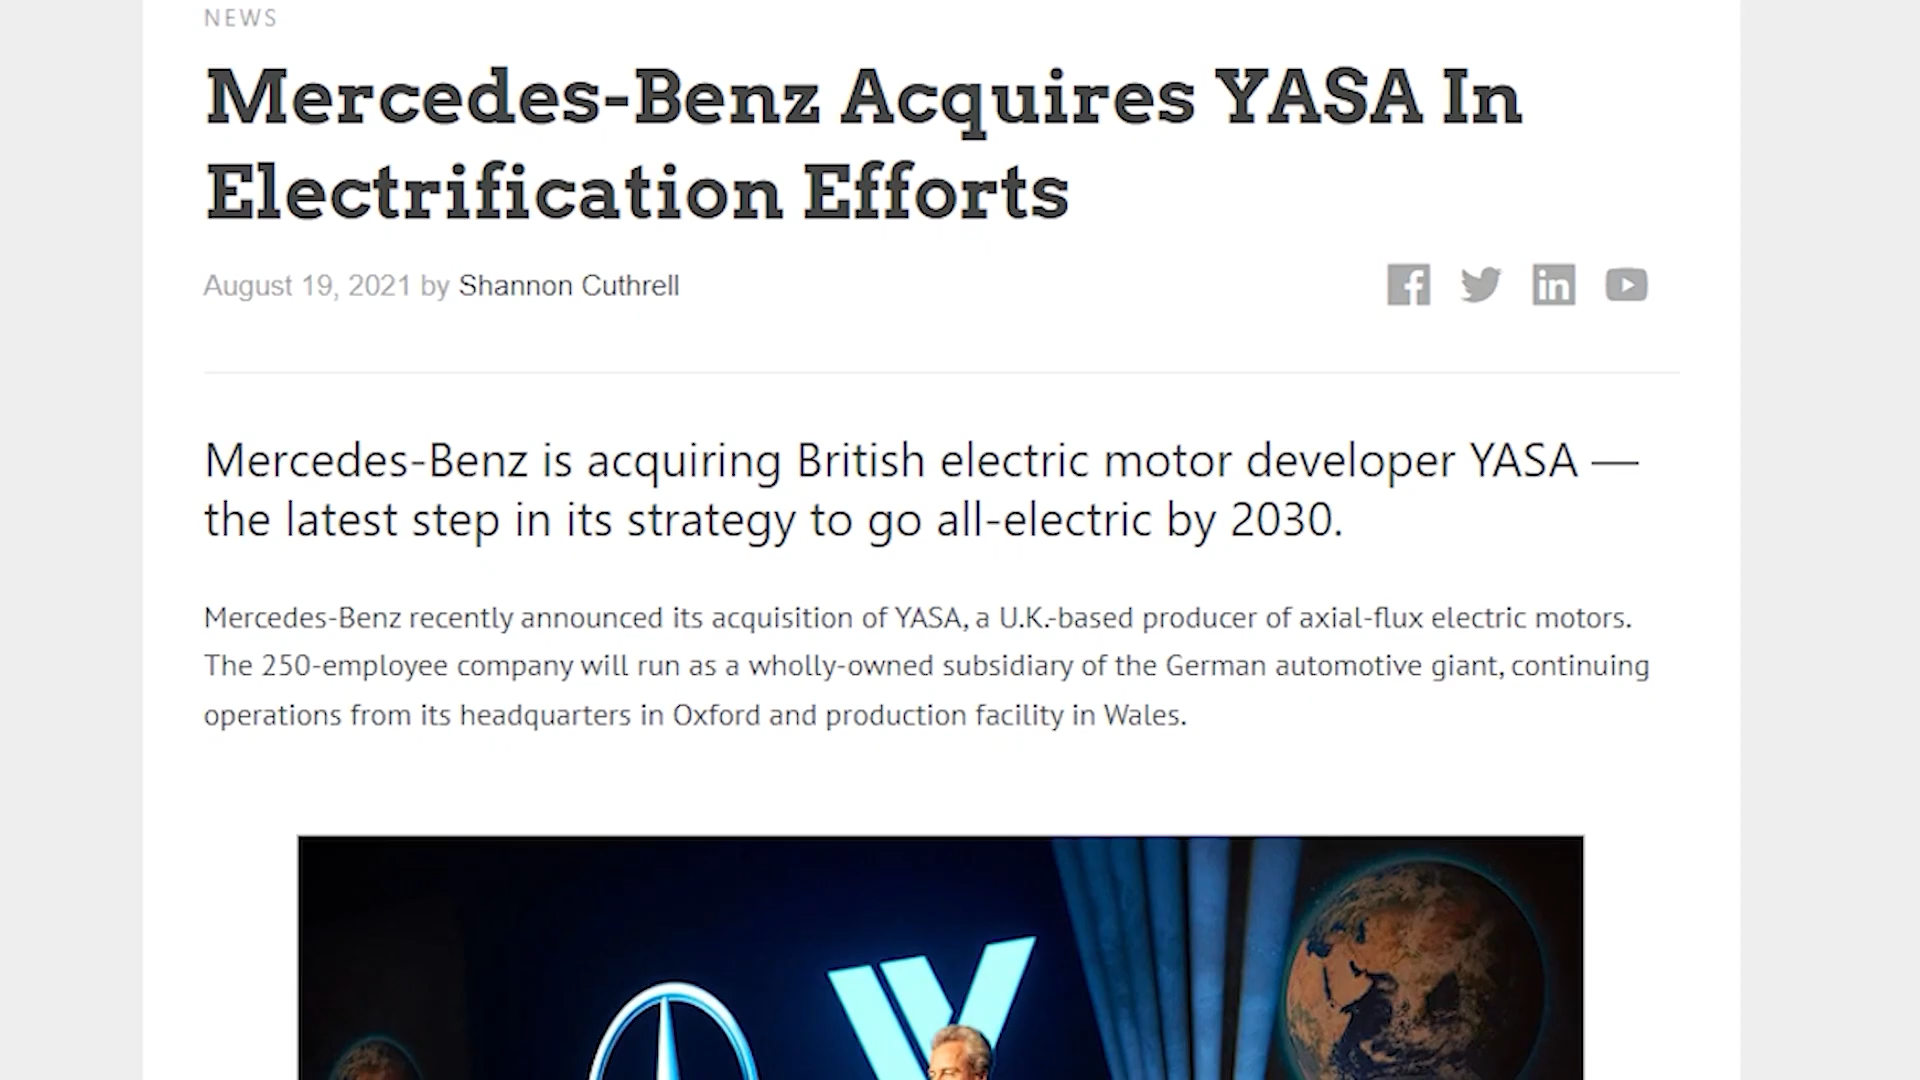 NEWS
Mercedes-Benz Acquires YASA In
Electrification Efforts
August 19, 2021 by Shannon Cuthrell
Mercedes-Benz is acquiring British electric motor developer YASA —
the latest step in its strategy to go all-electric by 2030.
Mercedes-Benz recently announced its acquisition of YASA, a U.K.-based producer of axial-flux electric motors.
The 250-employee company will run as a wholly-owned subsidiary of the German automotive giant, continuing
operations from its headquarters in Oxford and production facility in Wales.